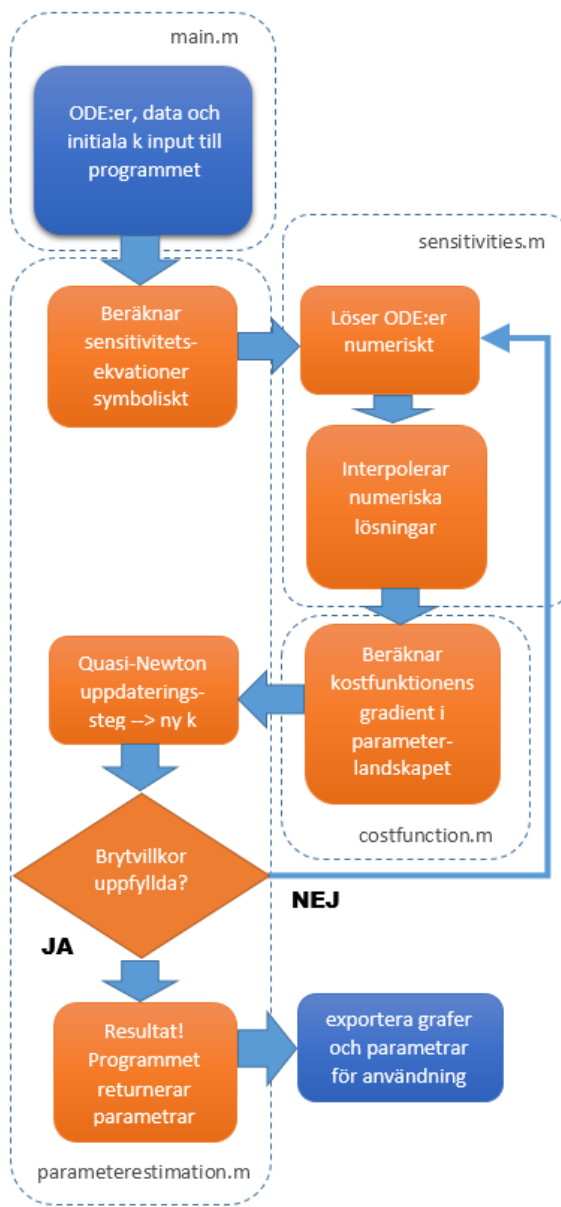 main.m
ODE:er, data och
initiala k input till
programmet
sensitivities.m
Beräknar
sensitivitets-
ekvationer
symboliskt
Löser ODE:er
numeriskt
Interpolerar
numeriska
lösningar
Beräknar
kostfunktionens
gradient i
parameter-
landskapet
costfunction.m
Quasi-Newton
uppdaterings-
steg --> ny k
Brytvillkor
uppfyllda?
NEJ
JA
Resultat!
Programmet
returnerar
parametrar
exportera grafer
och parametrar
för användning
parameterestimation.m